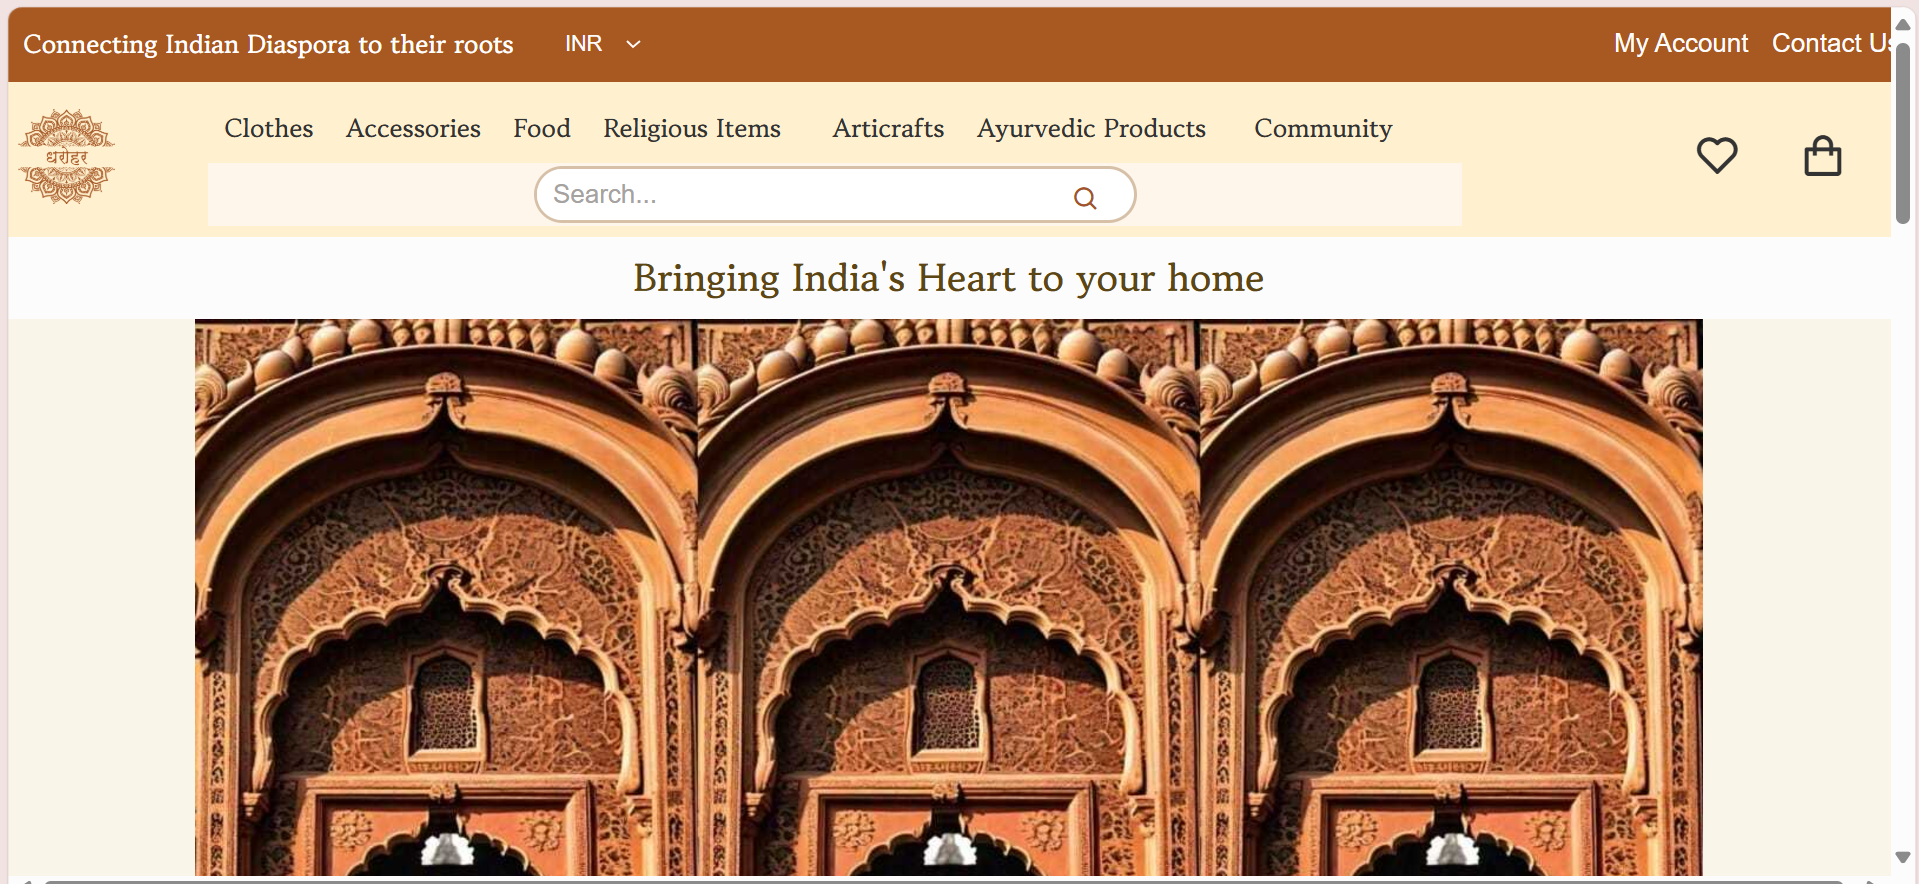 Connecting Indian Diaspora to their roots INR My Account Contact Us
Clothes Accessories Food Religious Items Articrafts Ayurvedic Products Community
धरोहर
Search...
Bringing India's Heart to your home